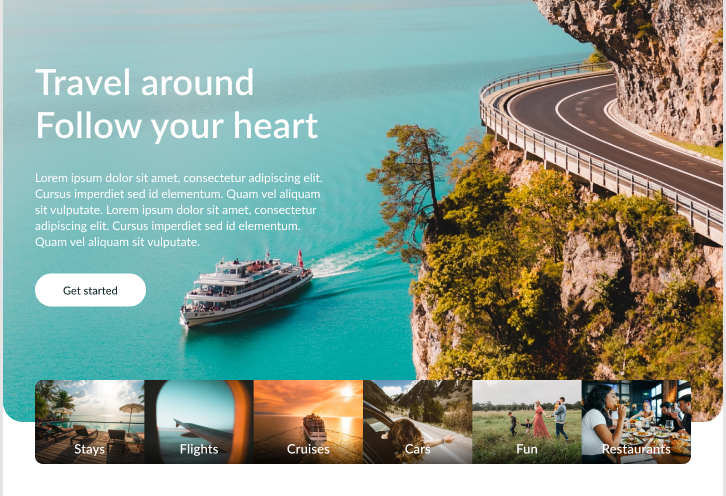 Travel around
Follow your heart
Lorem ipsum dolor sit amet, consectetur adipiscing elit.
Cursus imperdiet sed id elementum. Quam vel aliquam
sit vulputate. Lorem ipsum dolor sit amet, consectetur
adipiscing elit. Cursus imperdiet sed id elementum.
Quam vel aliquam sit vulputate.
Get started
Stays
Flights
Cruises
Cars
Fun
Restaurants